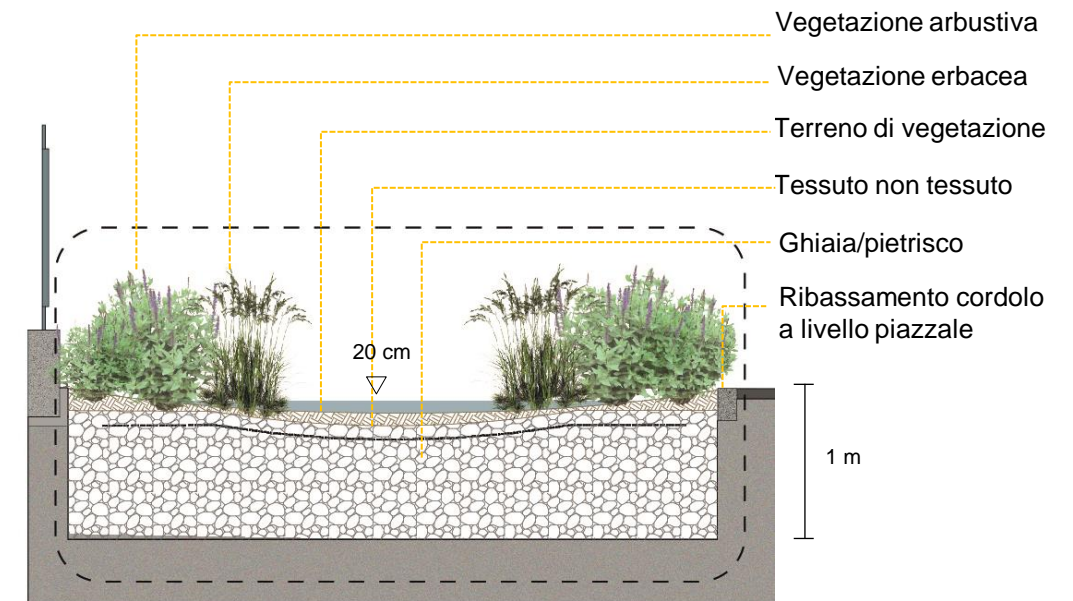 Vegetazione arbustiva
Vegetazione erbacea
Terreno di vegetazione
Tessuto non tessuto
Ghiaia/pietrisco
Ribassamento cordolo
a livello piazzale
20 cm
1 m